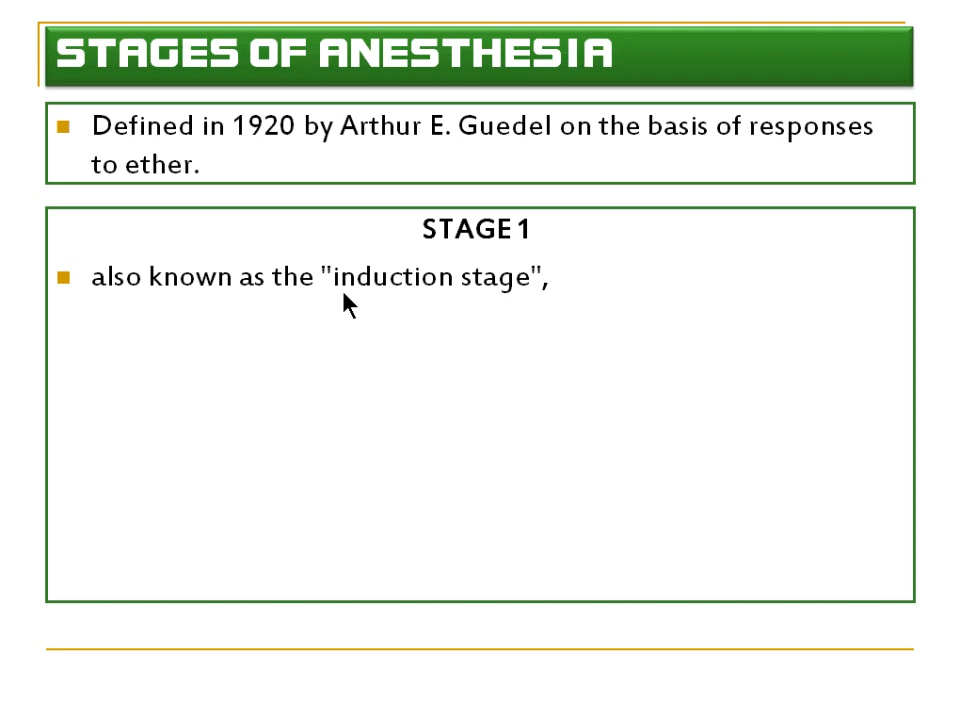 STAGES OF ANESTHESIA
Defined in 1920 by Arthur E. Guedel on the basis of responses
to ether.
STAGE 1
also known as the "induction stage",